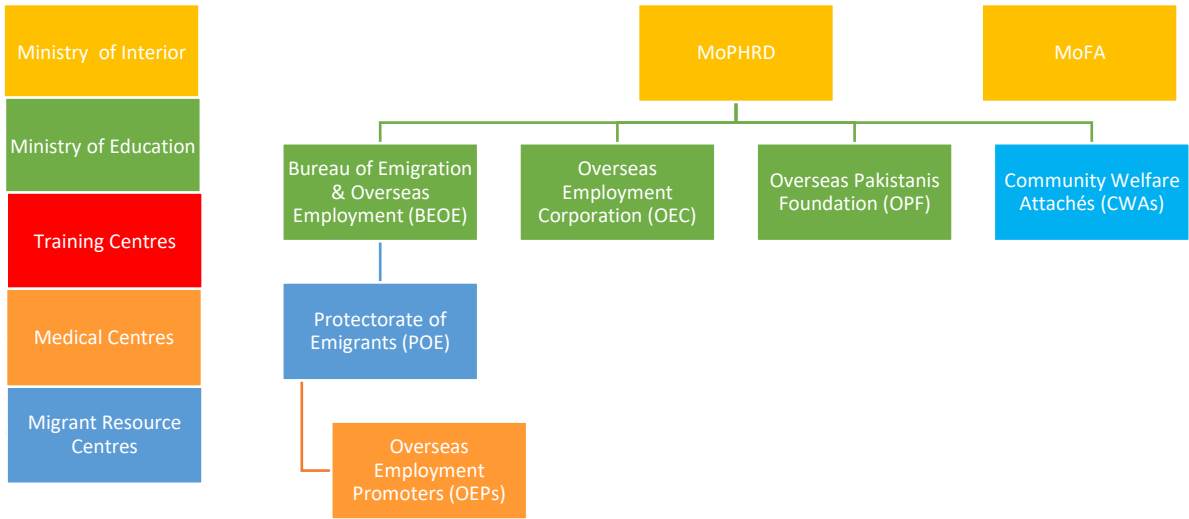 Ministry of Interior
Ministry of Education
Training Centres
Medical Centres
Migrant Resource
Centres
MoPHRD
MoFA
Bureau of Emigration
& Overseas
Employment (BEOE)
Overseas
Employment
Corporation (OEC)
Overseas Pakistanis
Foundation (OPF)
Community Welfare
Attachés (CWAs)
Protectorate of
Emigrants (POE)
Overseas
Employment
Promoters (OEPs)